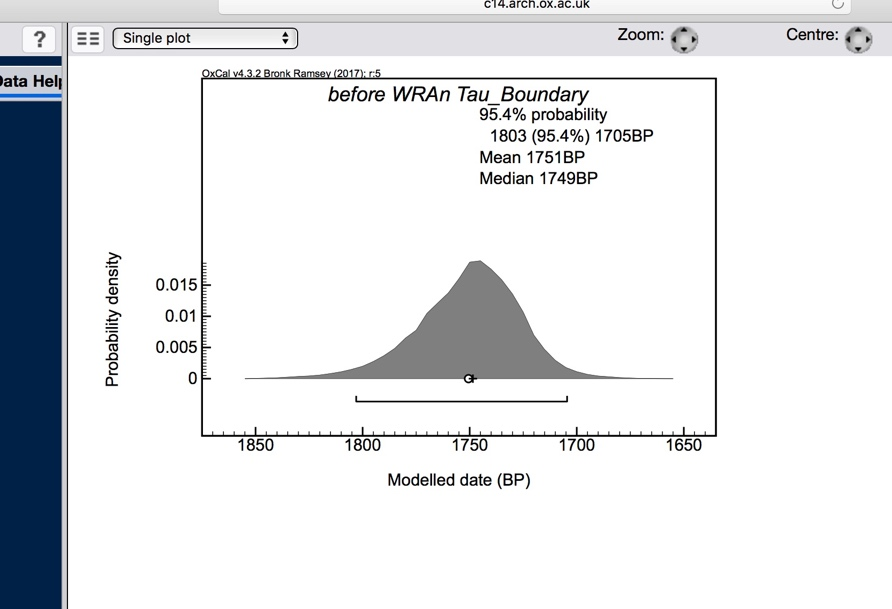 c14.arch.ox.ac.uk
?
Single plot
Zoom:
Centre:
Data Help
OxCal v4.3.2 Bronk Ramsey (2017); r:5
before WRAn Tau_Boundary
95.4% probability
1803 (95.4%) 1705BP
Mean 1751BP
Median 1749BP
Probability density
0.015
0.01
0.005
0
1850 1800 1750 1700 1650
Modelled date (BP)